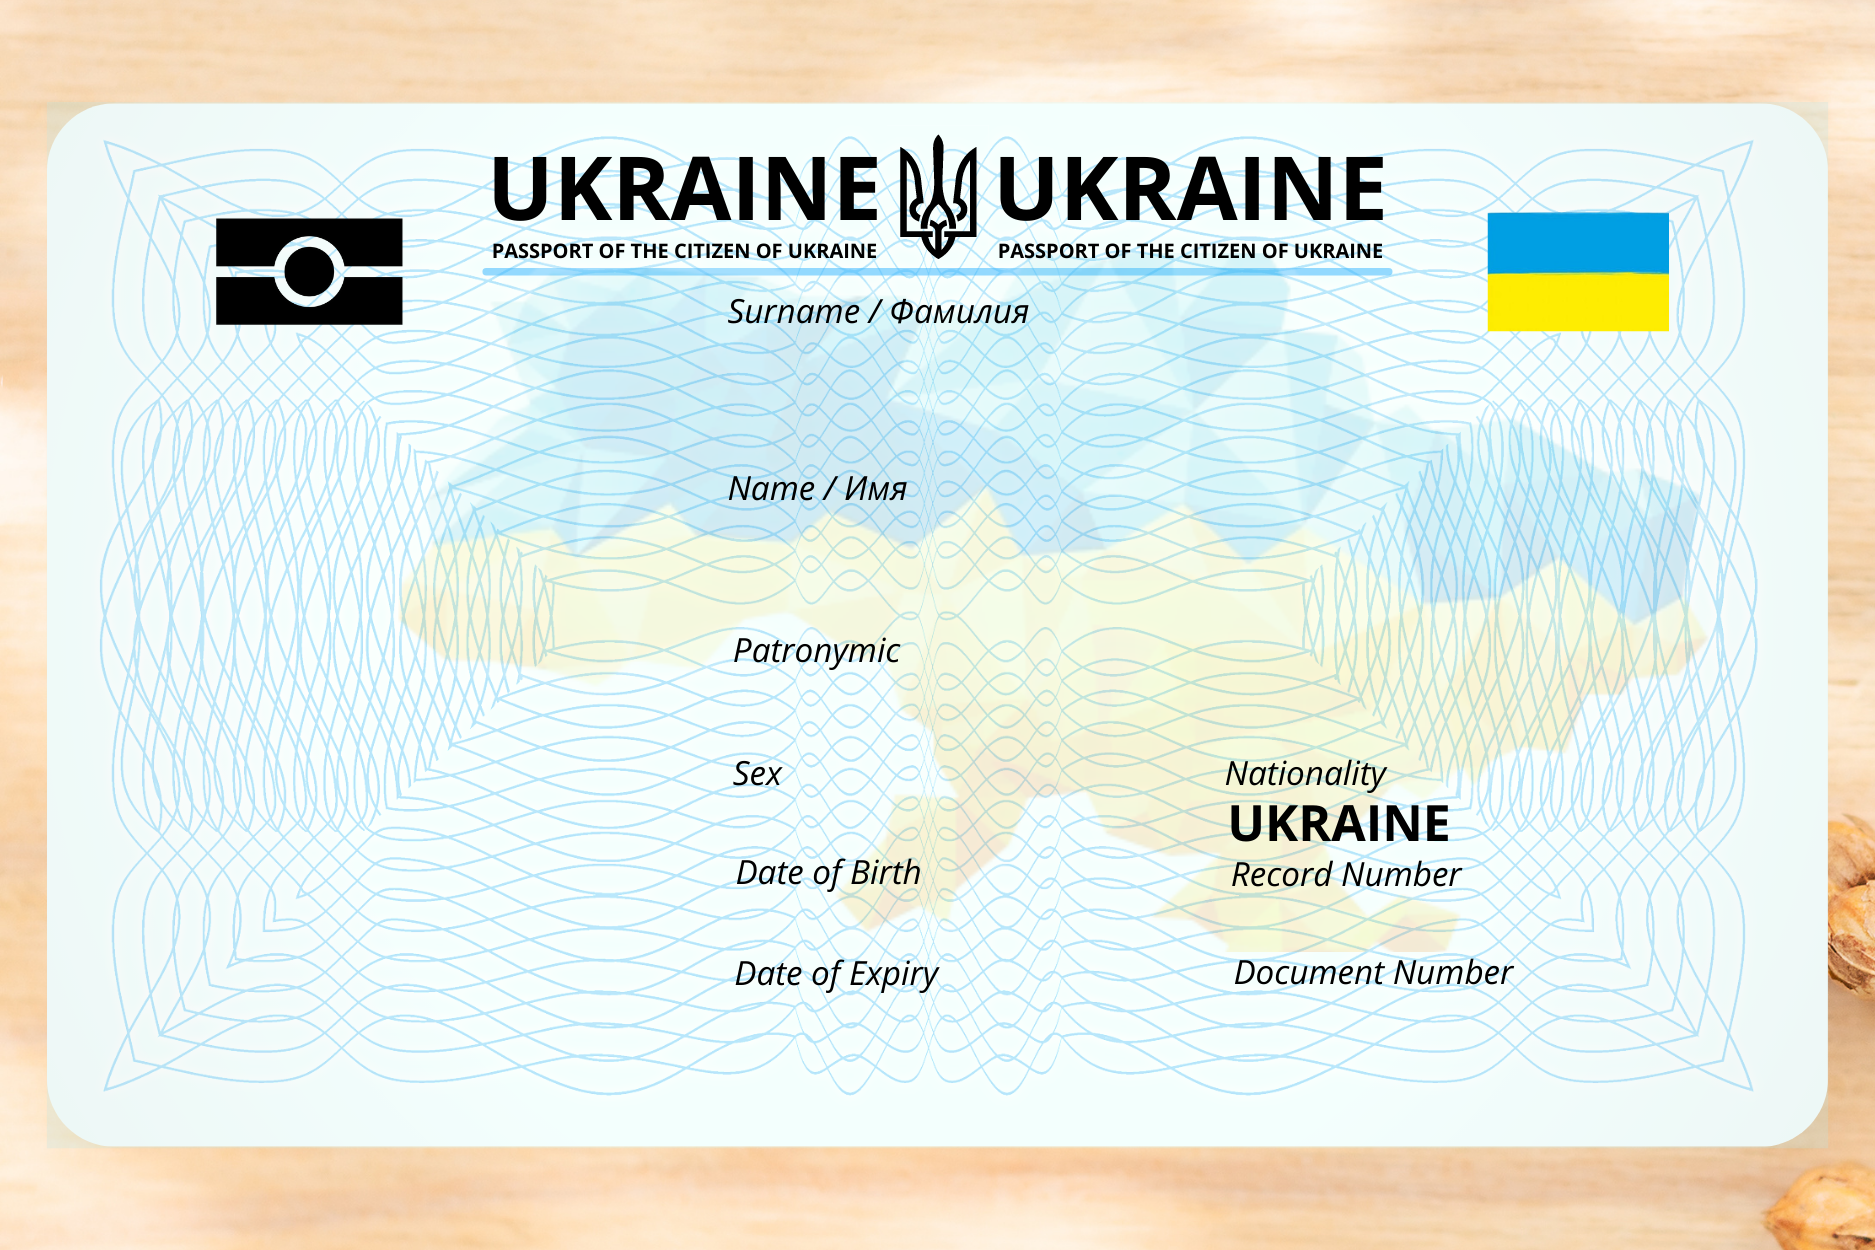 UKRAINE UKRAINE
PASSPORT OF THE CITIZEN OF UKRAINE PASSPORT OF THE CITIZEN OF UKRAINE
Surname / Фамилия
Name / Имя
Patronymic
Sex Nationality
UKRAINE
Date of Birth Record Number
Date of Expiry Document Number